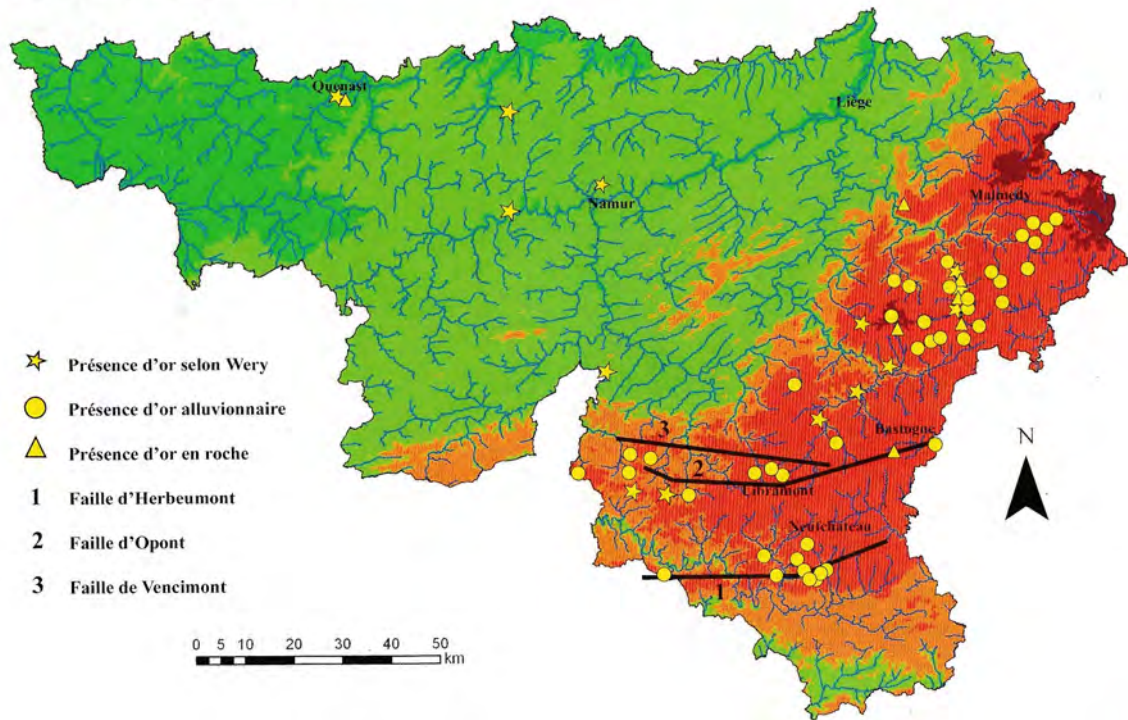 Quenast
Liège
Namur
Malmedy
Présence d'or selon Wery
Présence d'or alluvionnaire
Présence d'or en roche
1 Faille d'Herbeumont
2 Faille d'Opont
3 Faille de Vencimont
3
Bastogne
2
Libramont
N
Neufchâteau
1
0 5 10 20 30 40 50
km